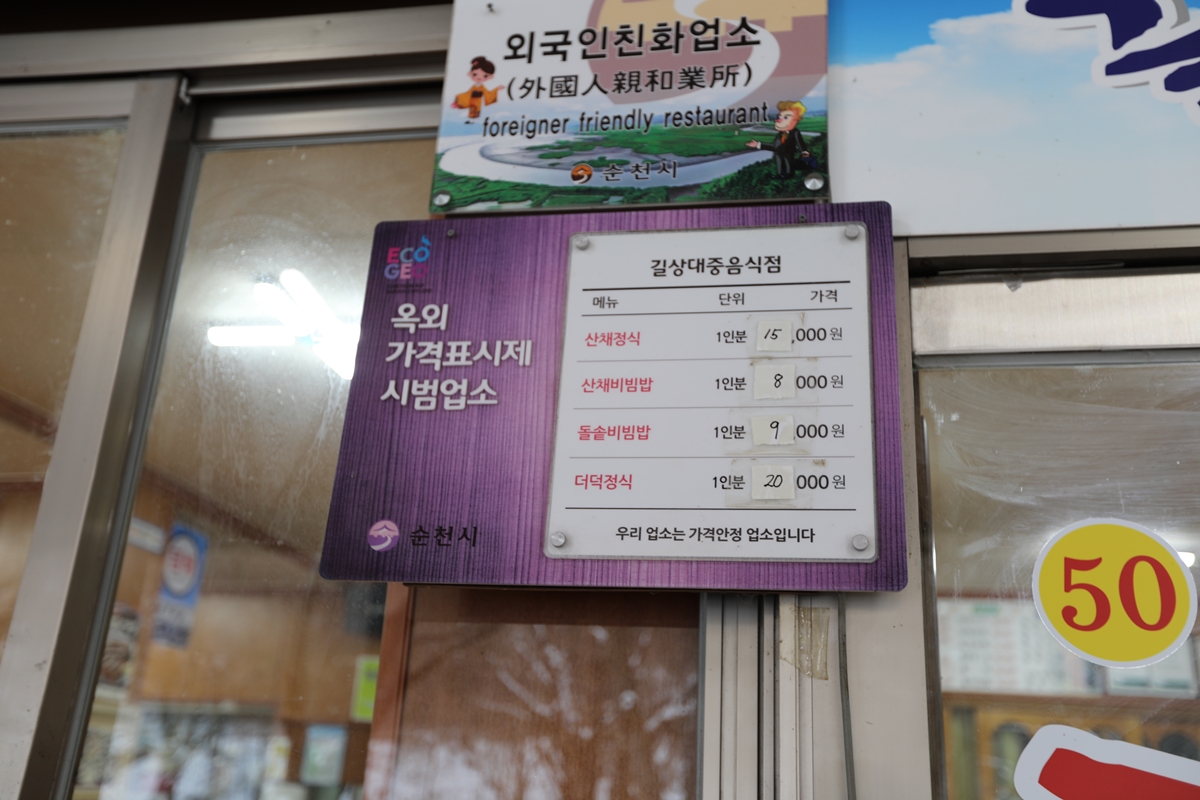 외국인친화업소
(外國人親和業所)
foreigner friendly restaurant
순천시
ECO
GEO
옥외
가격표시제
시범업소
순천시
길상대중음식점
메뉴 단위 가격
산채정식 1인분 15,000원
산채비빔밥 1인분 8 000원
돌솥비빔밥 1인분 9,000원
더덕정식 1인분 20 000원
우리 업소는 가격안정 업소입니다
50